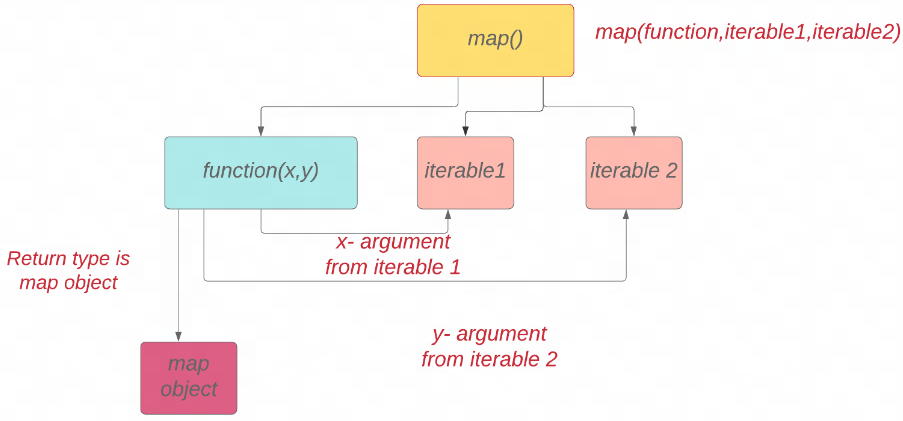 map()
map(function,iterable1,iterable2)
function(x,y)
iterable1
iterable 2
x- argument
from iterable 1
Return type is
map object
y- argument
from iterable 2
map
object